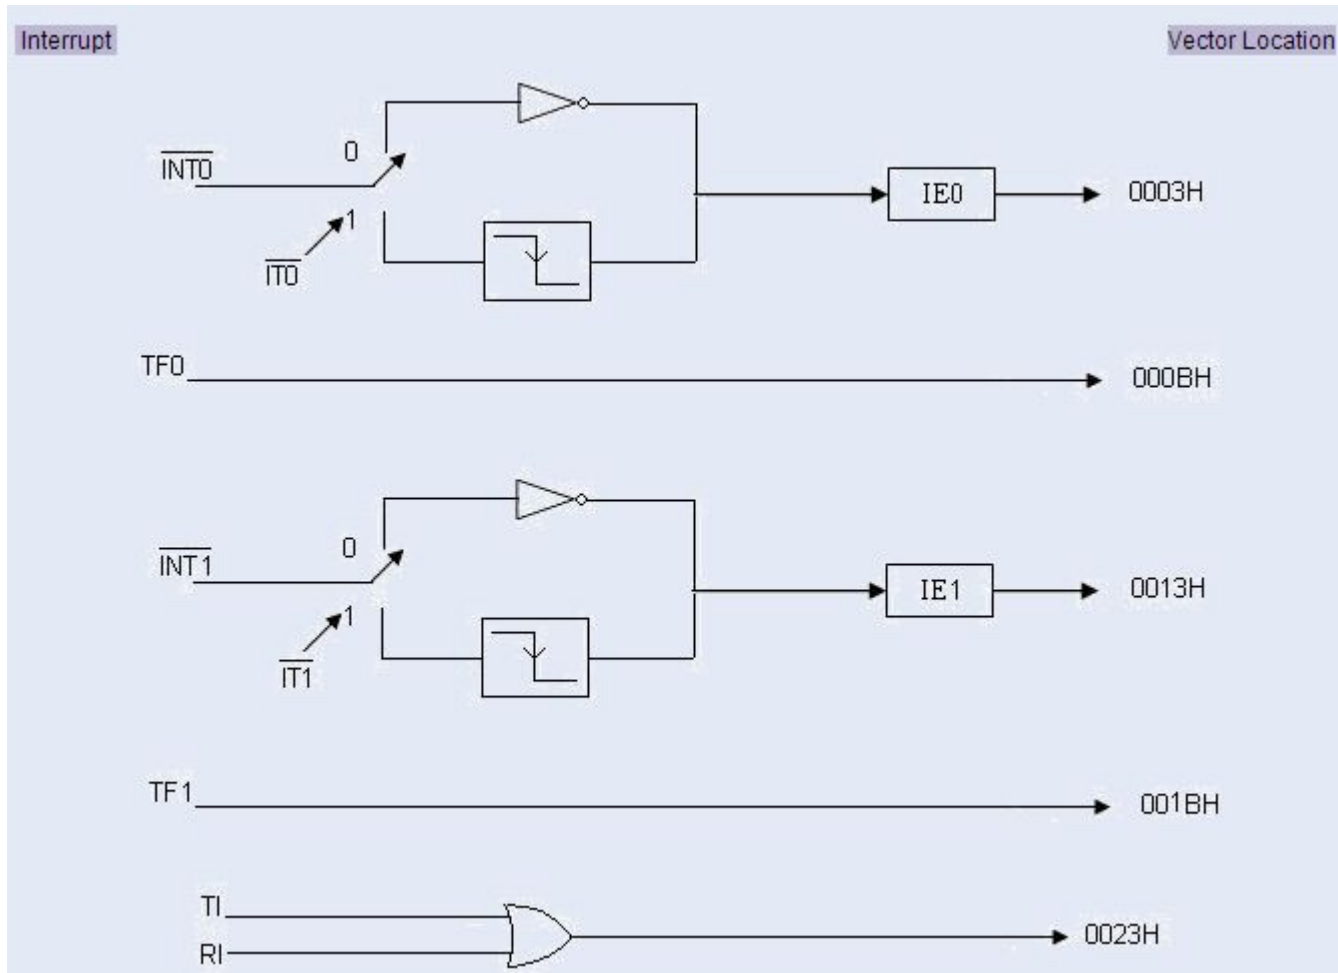 Interrupt
Vector Location
0
INT0
IE0
0003H
1
IT0
TF0
000BH
0
INT1
IE1
0013H
1
IT1
TF1
001BH
TI
0023H
RI